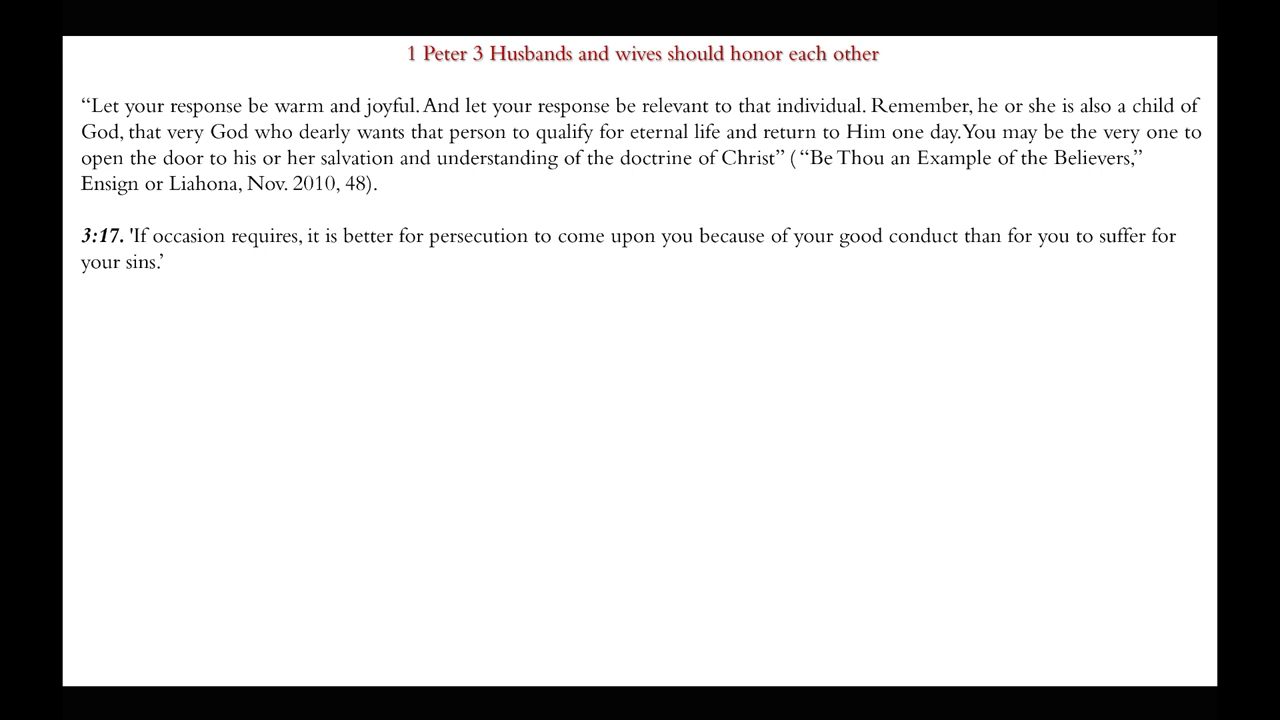 1 Peter 3 Husbands and wives should honor each other
“Let your response be warm and joyful. And let your response be relevant to that individual. Remember, he or she is also a child of
God, that very God who dearly wants that person to qualify for eternal life and return to Him one day. You may be the very one to
open the door to his or her salvation and understanding of the doctrine of Christ” ( “Be Thou an Example of the Believers,”
Ensign or Liahona, Nov. 2010, 48).
3:17. 'If occasion requires, it is better for persecution to come upon you because of your good conduct than for you to suffer for
your sins.’